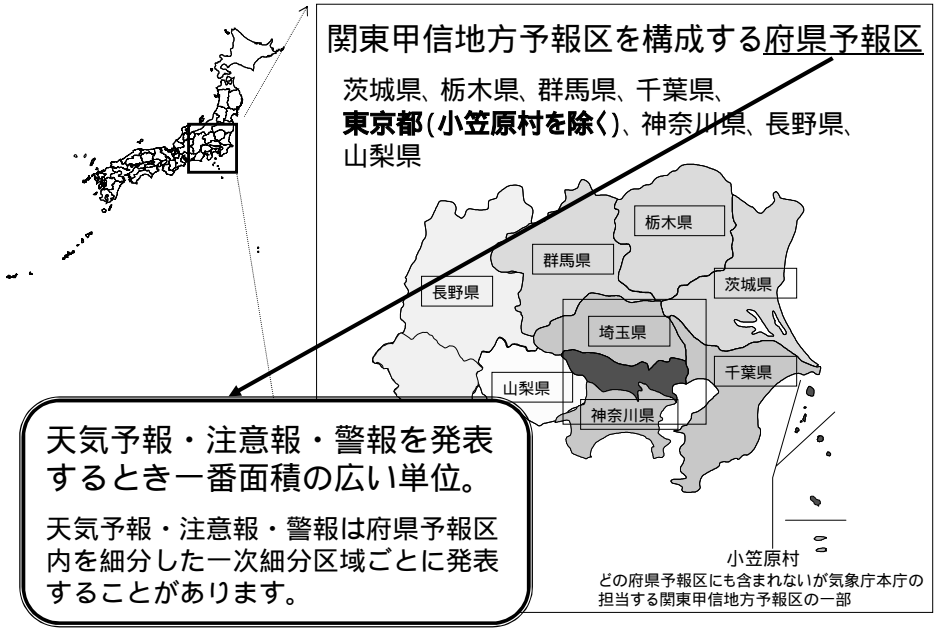 関東甲信地方予報区を構成する府県予報区
茨城県、栃木県、群馬県、千葉県、
東京都(小笠原村を除く)、神奈川県、長野県、
山梨県
栃木県
群馬県
茨城県
長野県
埼玉県
千葉県
山梨県
神奈川県
天気予報・注意報・警報を発表
するとき一番面積の広い単位。
天気予報・注意報・警報は府県予報区
内を細分した一次細分区域ごとに発表
することがあります。
小笠原村
どの府県予報区にも含まれないが気象庁本庁の
担当する関東甲信地方予報区の一部